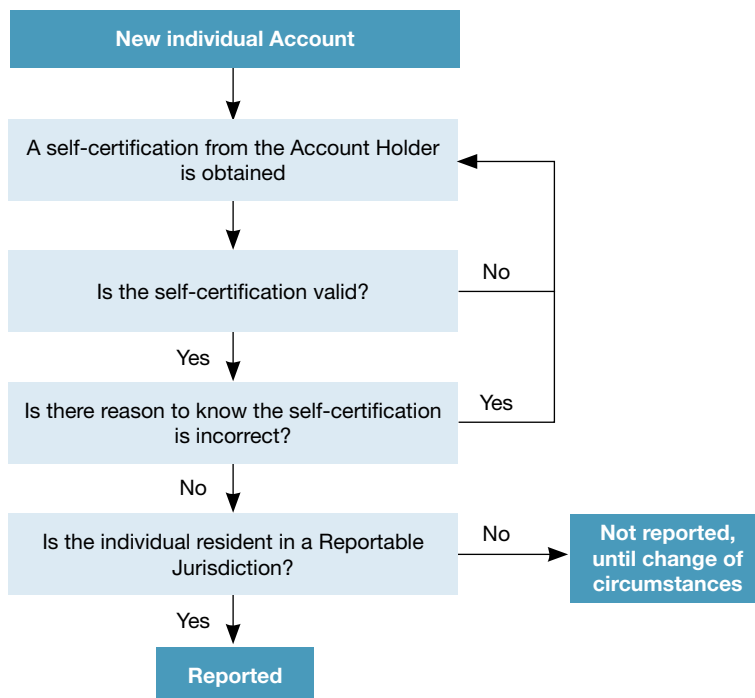 New individual Account
A self-certification from the Account Holder
is obtained
Is the self-certification valid?
No
Yes
Is there reason to know the self-certification
is incorrect?
Yes
No
Is the individual resident in a Reportable
Jurisdiction?
No
Not reported,
until change of
circumstances
Yes
Reported